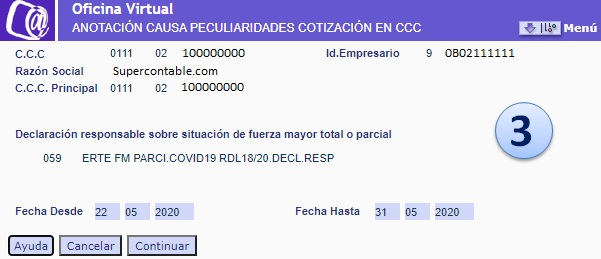 Oficina Virtual
ANOTACIÓN CAUSA PECULIARIDADES COTIZACIÓN EN CCC
Menú
C.C.C 0111 02 100000000 Id.Empresario 9 0B02111111
Razón Social Supercontable.com
C.C.C. Principal 0111 02 100000000
3
Declaración responsable sobre situación de fuerza mayor total o parcial
059 ERTE FM PARCI.COVID19 RDL18/20.DECL.RESP
Fecha Desde 22 05 2020 Fecha Hasta 31 05 2020
Ayuda Cancelar Continuar